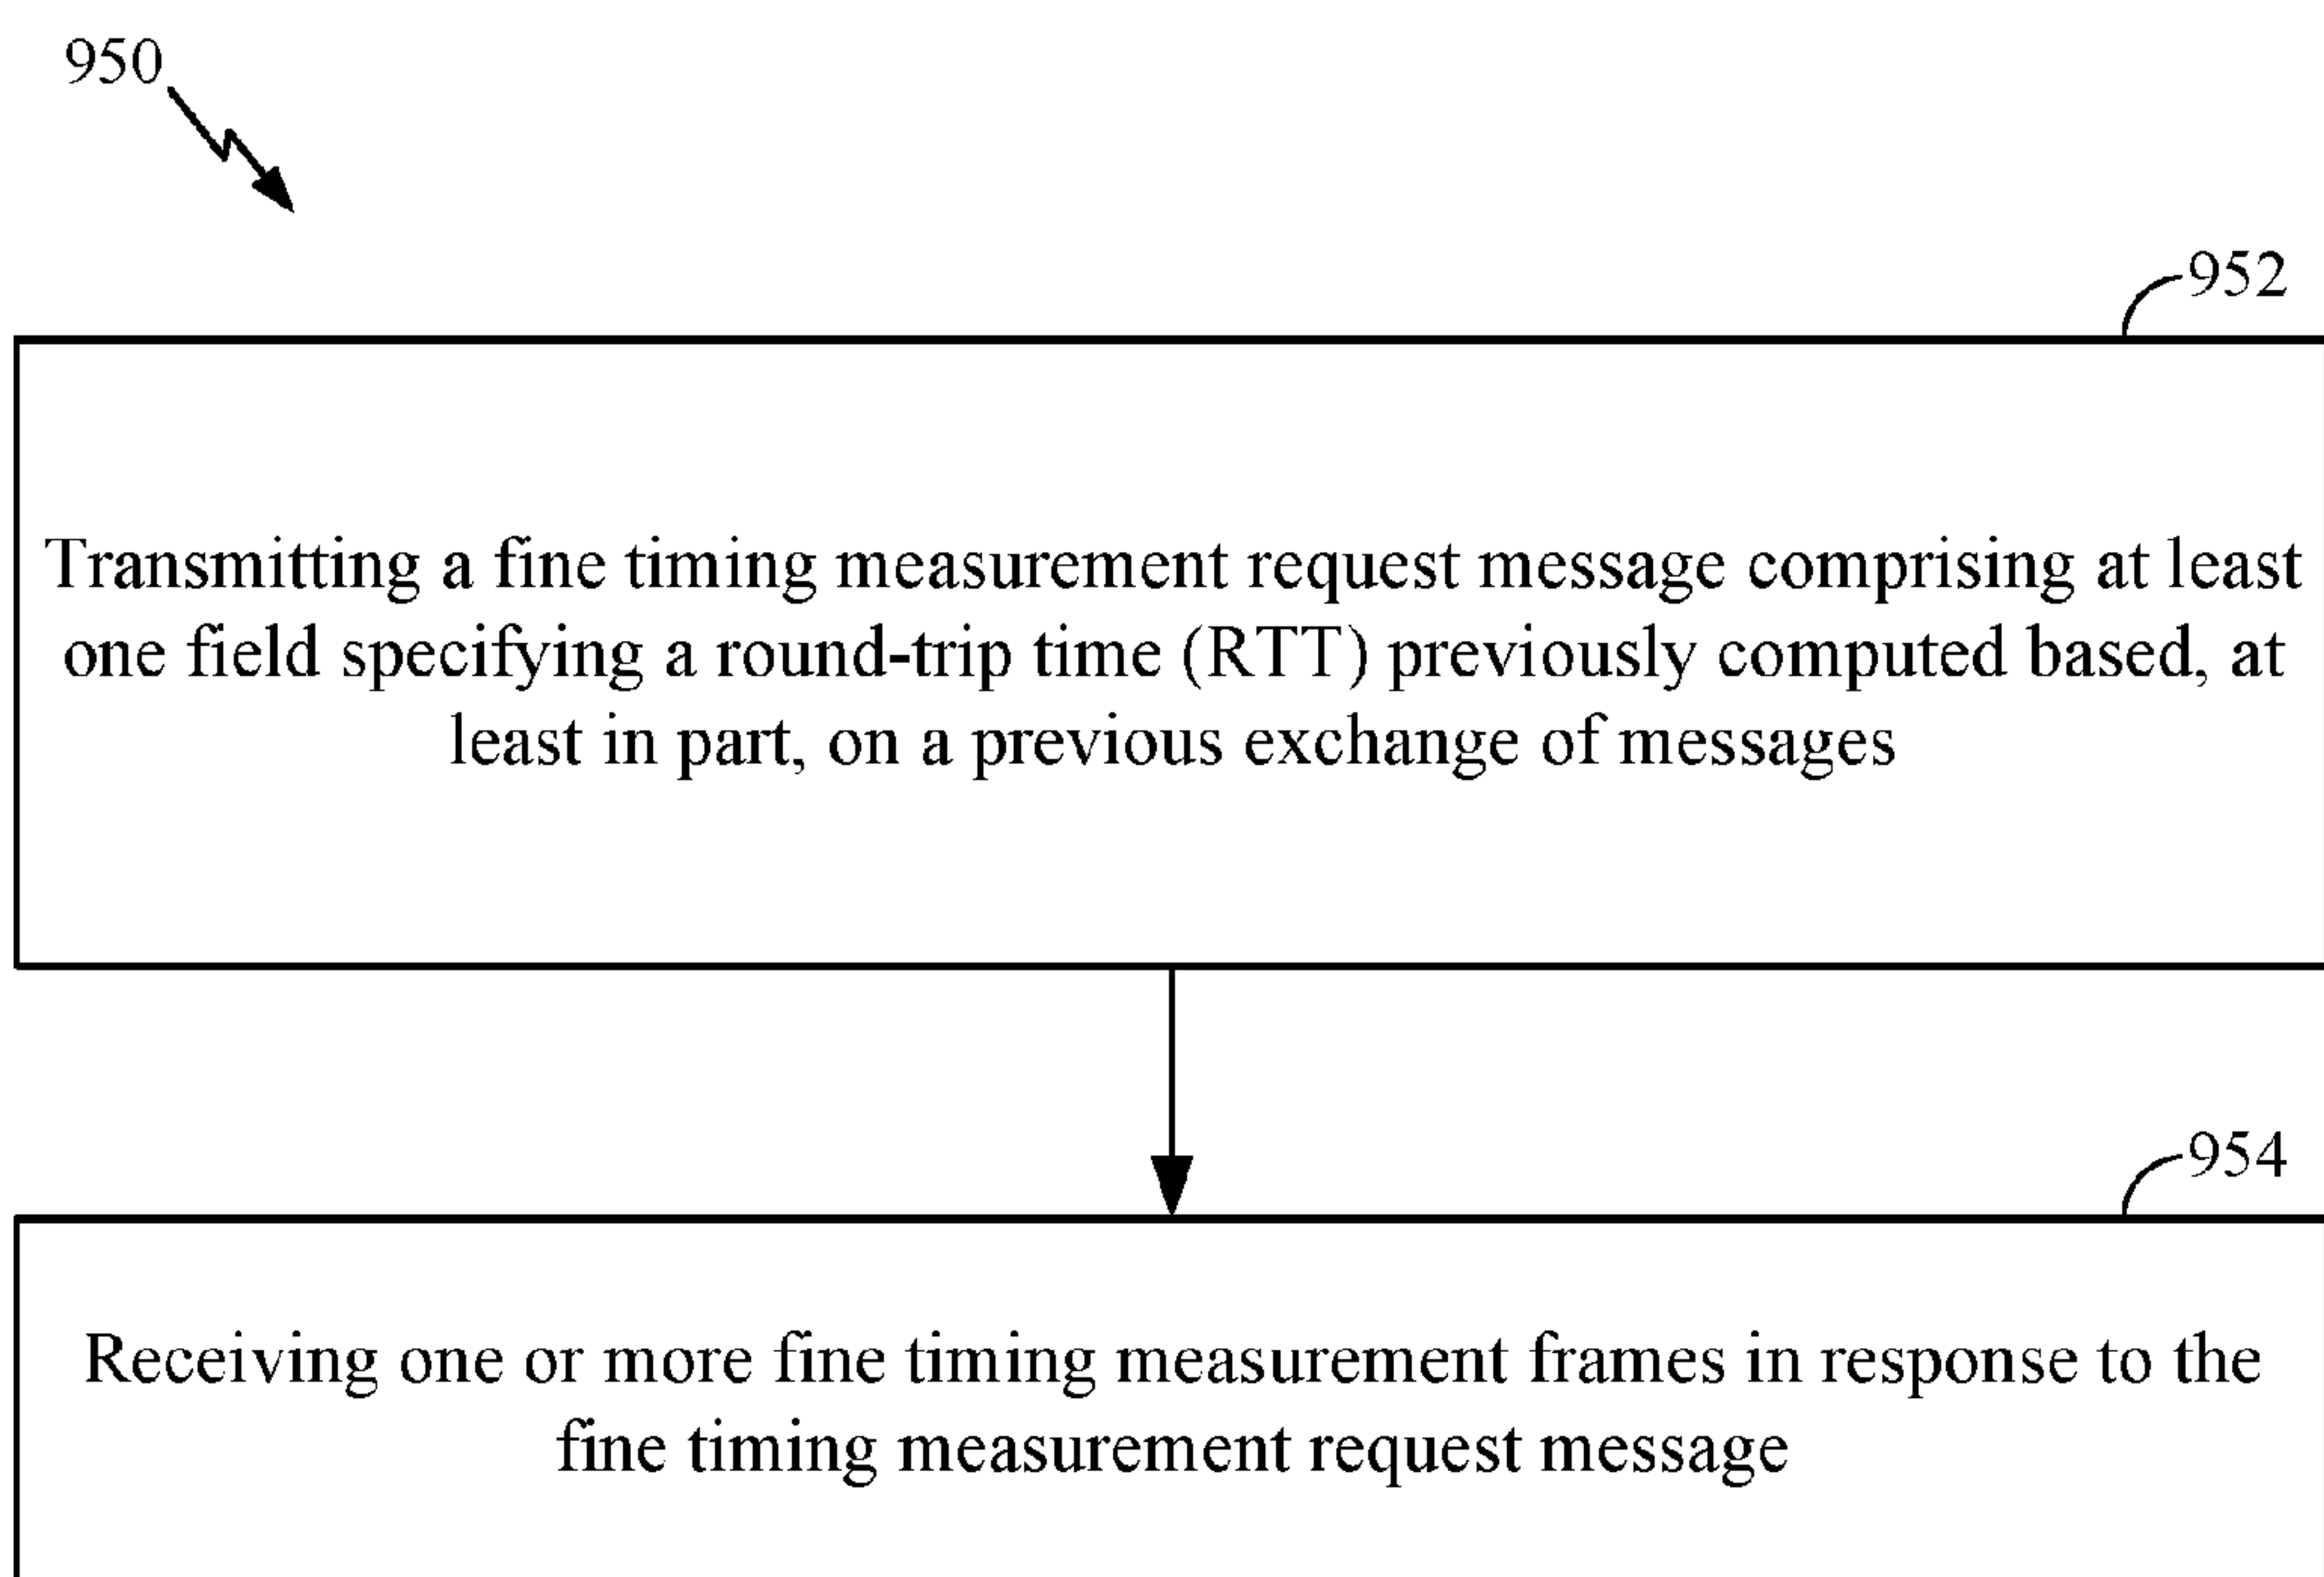 950
952
Transmitting a fine timing measurement request message comprising at least
one field specifying a round-trip time (RTT) previously computed based, at
least in part, on a previous exchange of messages
954
Receiving one or more fine timing measurement frames in response to the
fine timing measurement request message